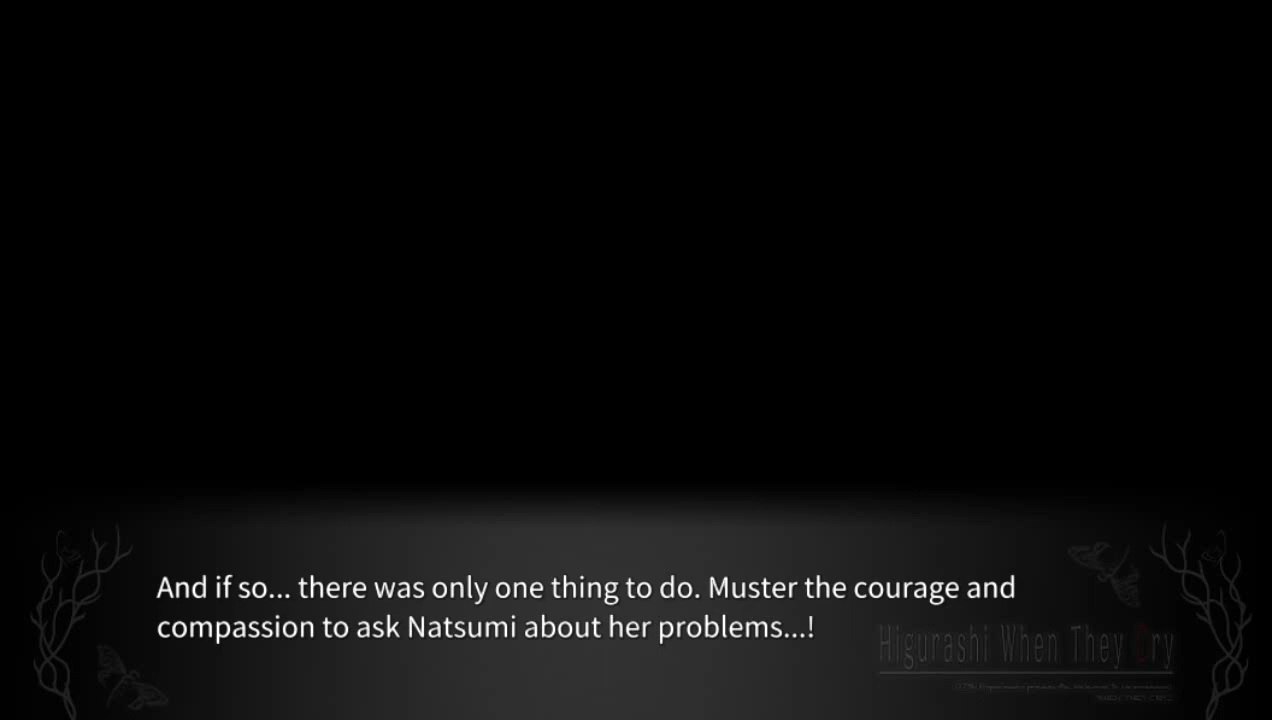 And if so... there was only one thing to do. Muster the courage and
compassion to ask Natsumi about her problems...!
Higurashi When They Cry